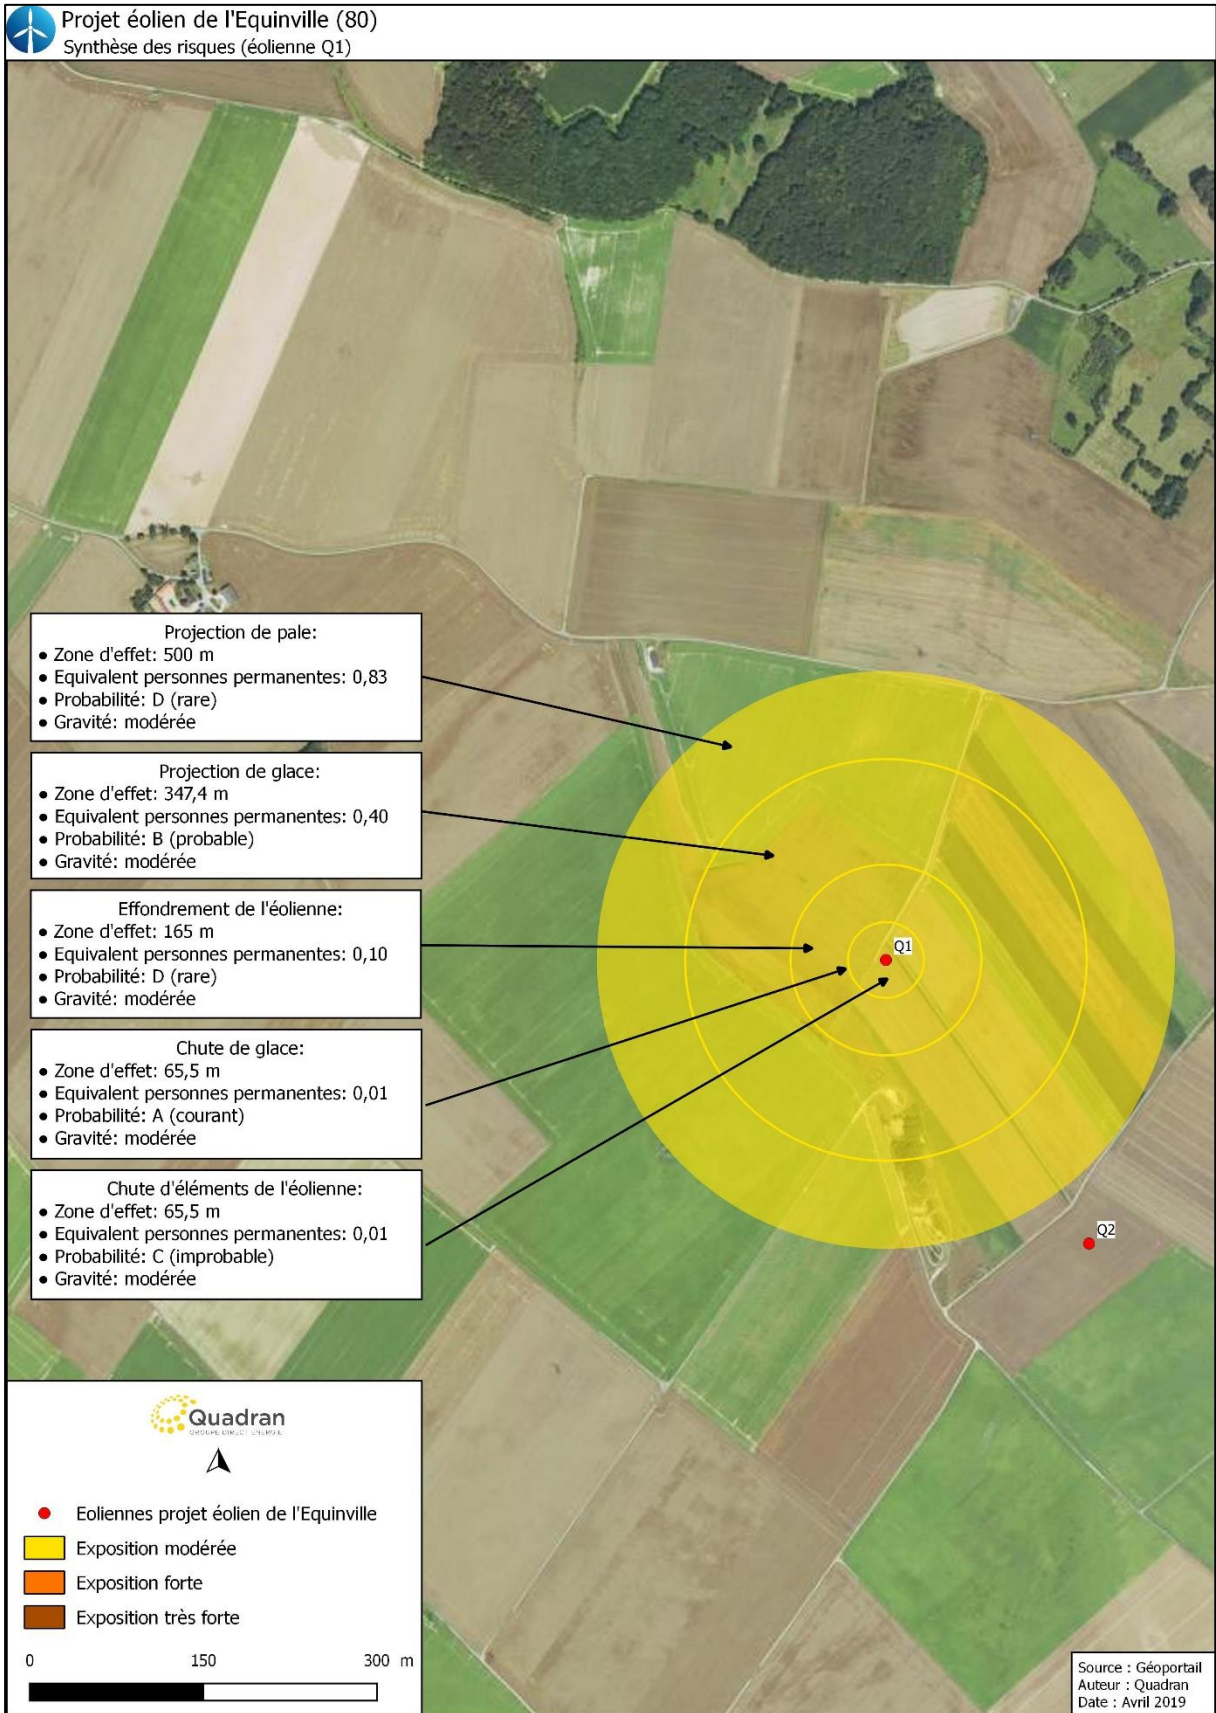 Projet éolien de l'Equinville (80)
Synthèse des risques (éolienne Q1)
Projection de pale:
● Zone d'effet: 500 m
● Equivalent personnes permanentes: 0,83
● Probabilité: D (rare)
● Gravité: modérée
Projection de glace:
● Zone d'effet: 347,4 m
● Equivalent personnes permanentes: 0,40
● Probabilité: B (probable)
● Gravité: modérée
Effondrement de l'éolienne:
● Zone d'effet: 165 m
● Equivalent personnes permanentes: 0,10
● Probabilité: D (rare)
● Gravité: modérée
Chute de glace:
● Zone d'effet: 65,5 m
● Equivalent personnes permanentes: 0,01
● Probabilité: A (courant)
● Gravité: modérée
Chute d'éléments de l'éolienne:
● Zone d'effet: 65,5 m
● Equivalent personnes permanentes: 0,01
● Probabilité: C (improbable)
● Gravité: modérée
Q1
Q2
Quadran
GROUPE DIRECT ENERGIE
Eoliennes projet éolien de l'Equinville
Exposition modérée
Exposition forte
Exposition très forte
0 150 300 m
Source : Géoportail
Auteur : Quadran
Date : Avril 2019